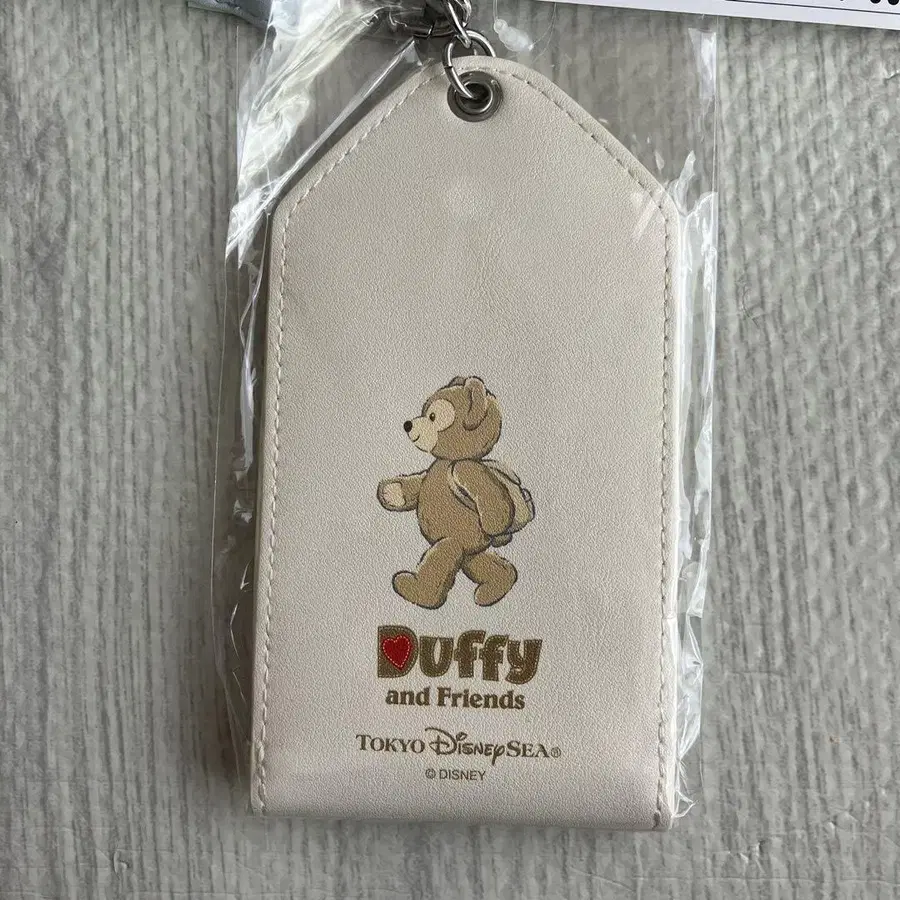 Duffy
and Friends
TOKYO DISNEYSEA®
© DISNEY